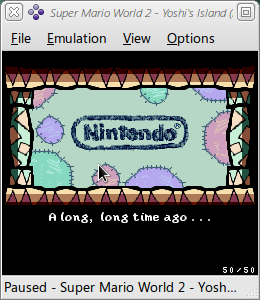 Super Mario World 2 - Yoshi's Island (
File Emulation View Options
Nintendo®
A long, long time ago...
50/50
Paused - Super Mario World 2 - Yosh...